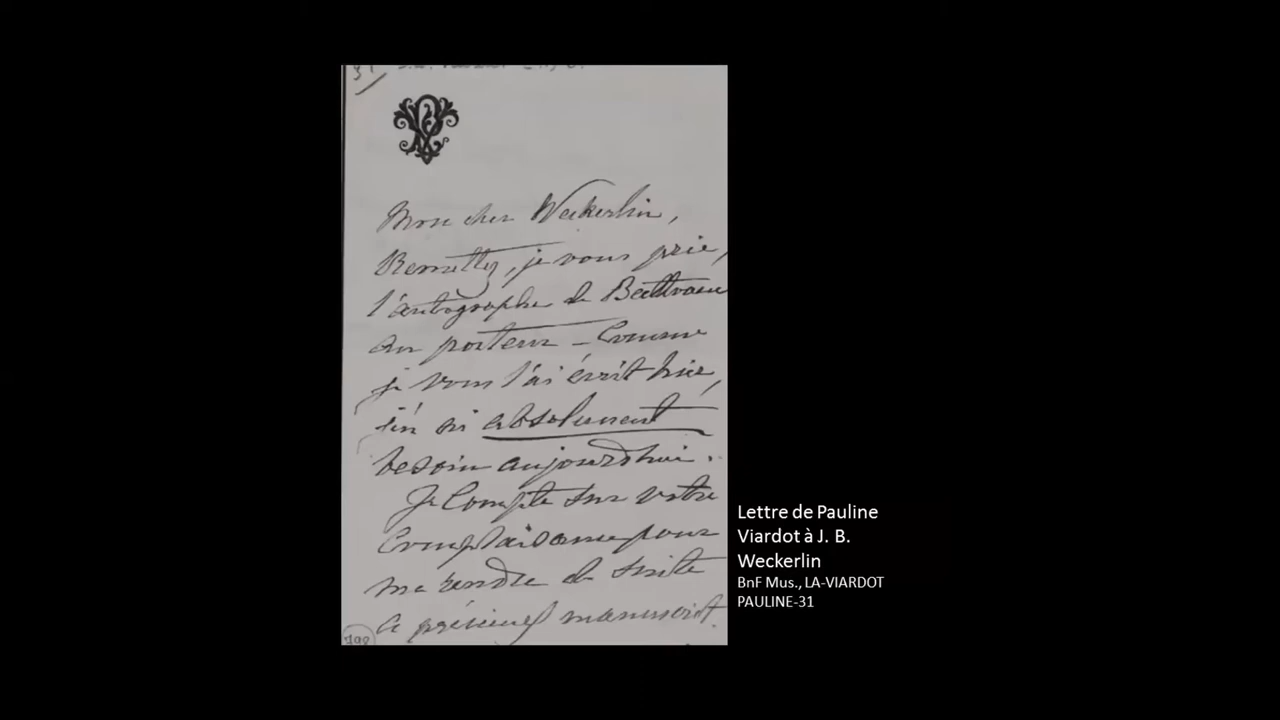 31
Mon cher Weckerlin,
Remettez, je vous prie,
l'autographe de Beethoven
au porteur – Comme
je vous l'ai écrit hier,
j'en ai absolument
besoin aujourd'hui.
Je compte sur votre
complaisance pour
me rendre de suite
ce précieux manuscrit.
198
Lettre de Pauline
Viardot à J. B.
Weckerlin
BnF Mus., LA-VIARDOT
PAULINE-31